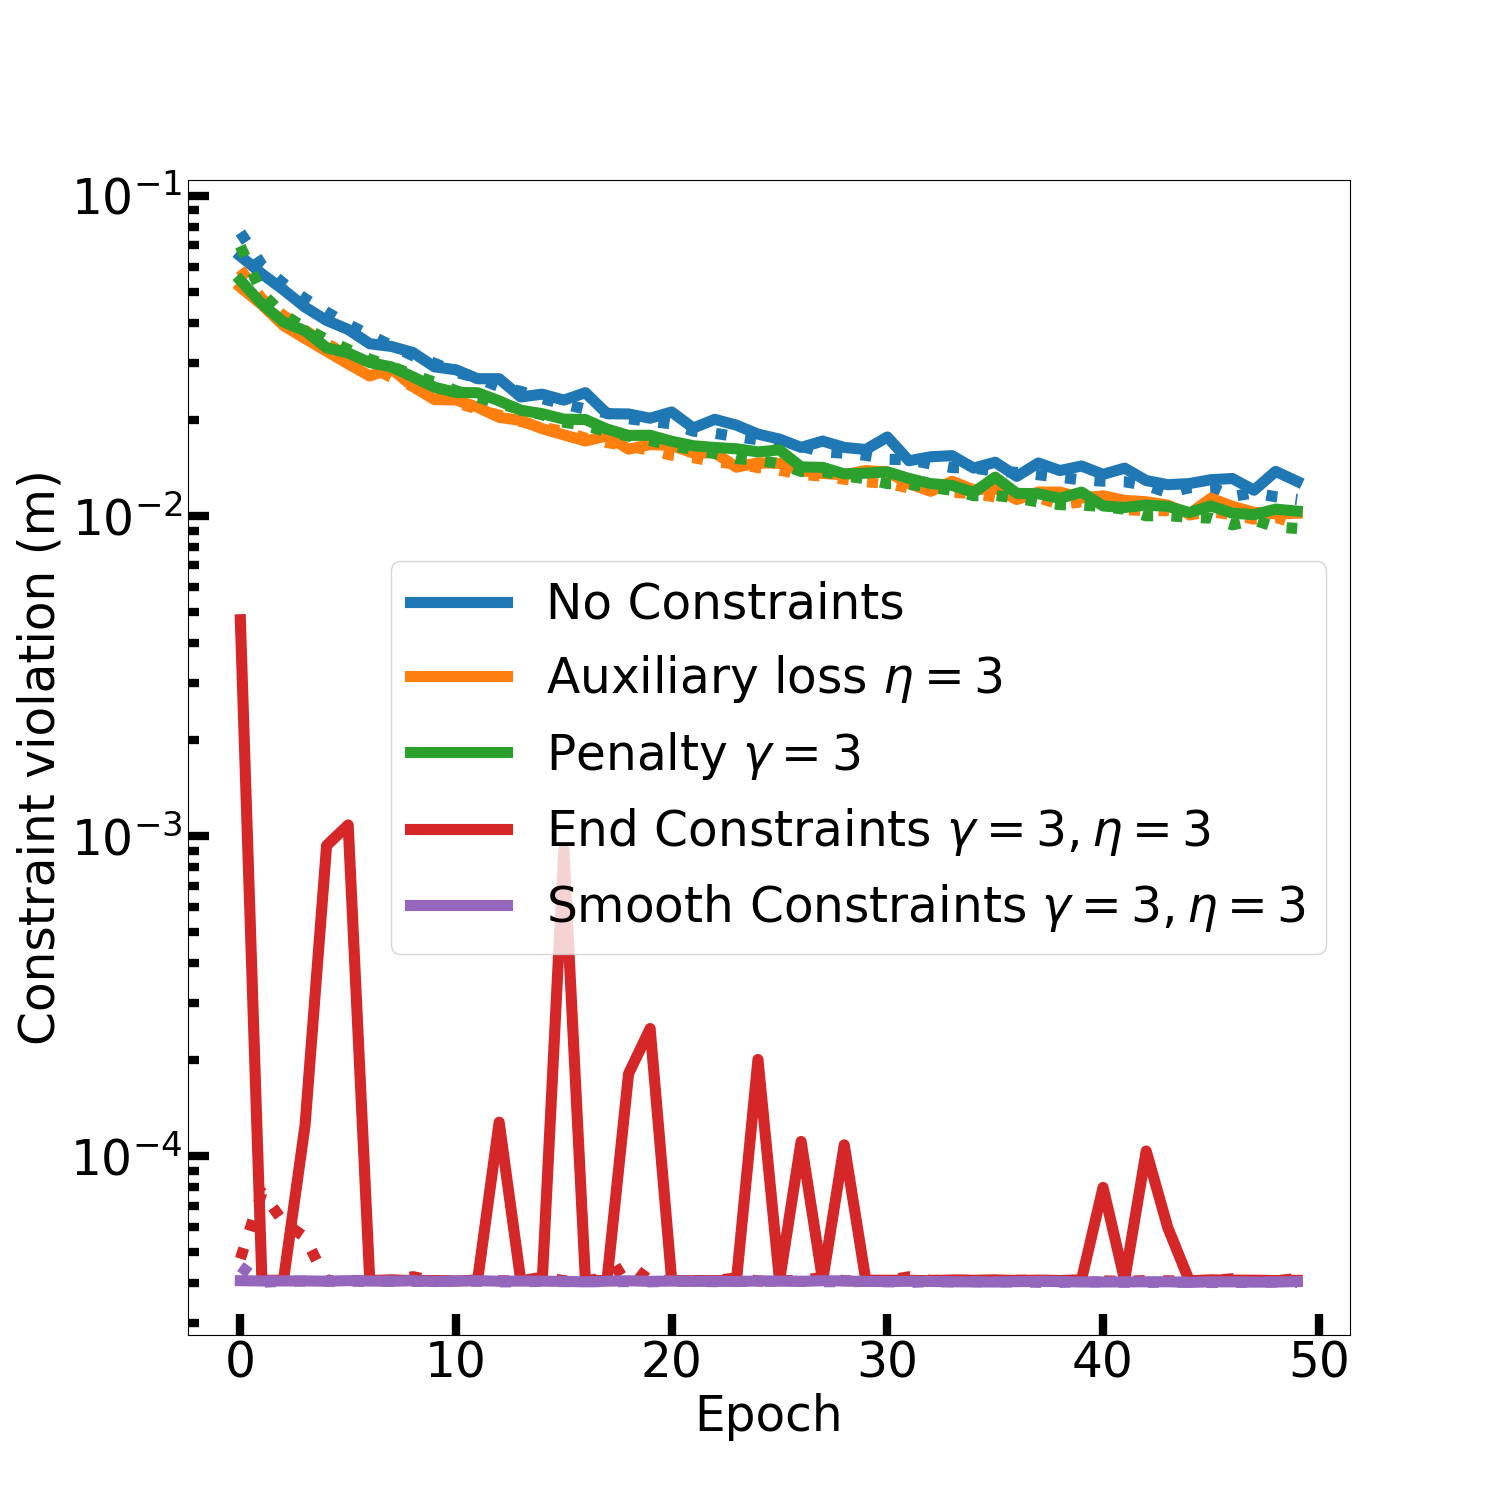 10⁻¹
10⁻²
10⁻³
10⁻⁴
Constraint violation (m)
No Constraints
Auxiliary loss η = 3
Penalty γ = 3
End Constraints γ = 3, η = 3
Smooth Constraints γ = 3, η = 3
0 10 20 30 40 50
Epoch